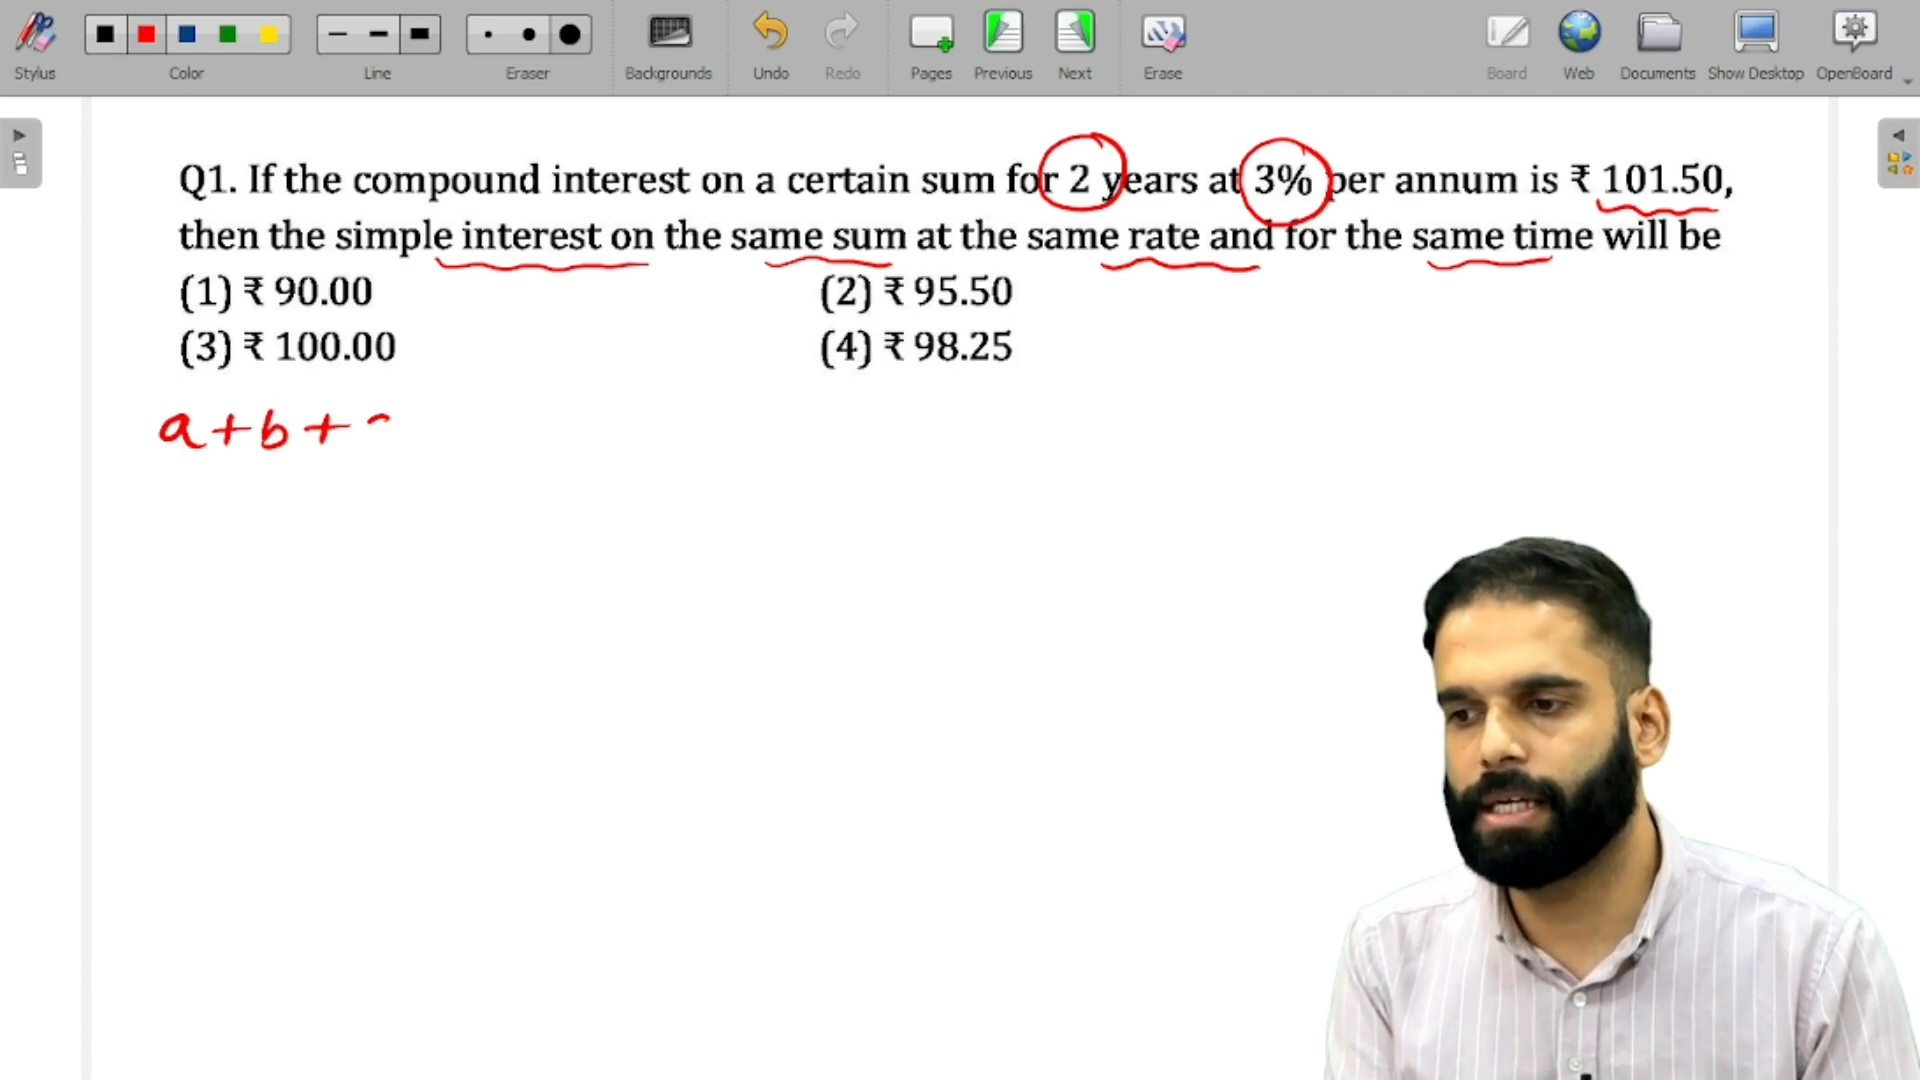 Stylus
Color
Line
Eraser
Backgrounds
Undo
Redo
Pages
Previous
Next
Erase
Board
Web
Documents
Show Desktop
OpenBoard
Q1. If the compound interest on a certain sum for 2 years at 3% per annum is ₹ 101.50,
then the simple interest on the same sum at the same rate and for the same time will be
(1) ₹ 90.00 (2) ₹ 95.50
(3) ₹ 100.00 (4) ₹ 98.25
a + b +